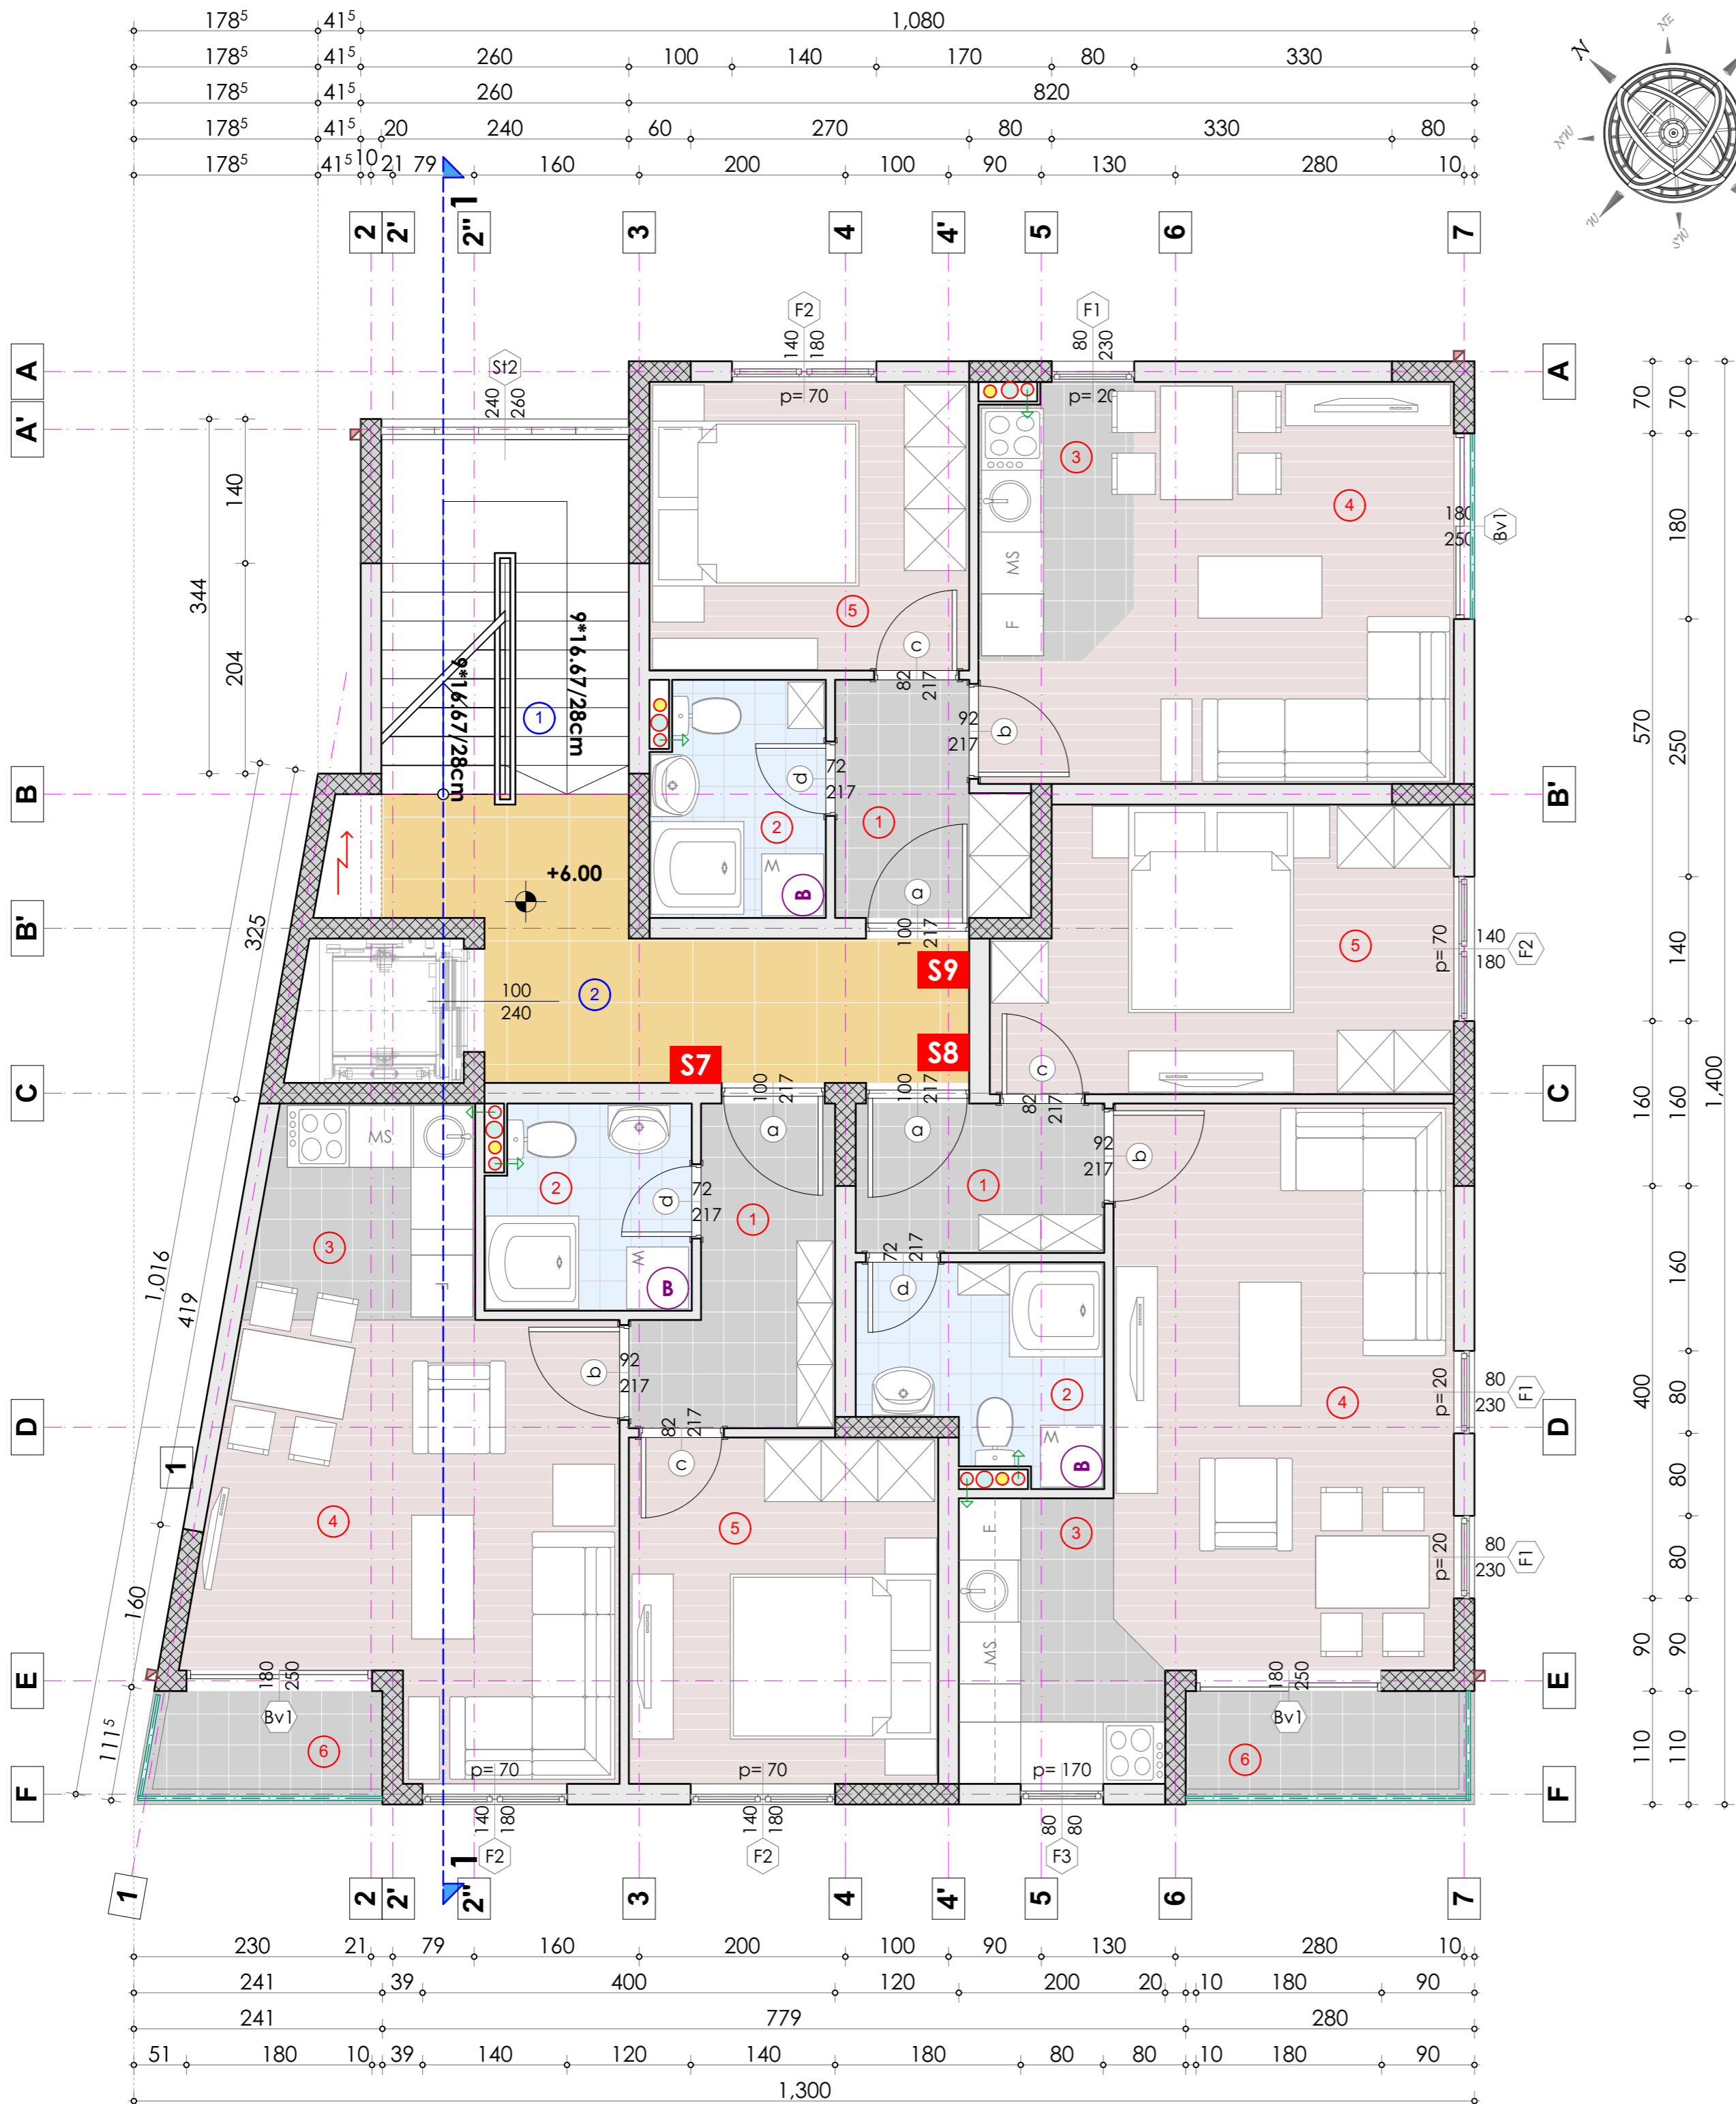 178⁵ 41⁵ 1,080
178⁵ 41⁵ 260 100 140 170 80 330
178⁵ 41⁵ 260 820
178⁵ 41⁵ 20 240 60 270 80 330 80
178⁵ 41⁵ 10 21 79 160 200 100 90 130 280 10
N NE NW W SW
1
2 2' 2" 3 4 4' 5 6 7
F2 F1
140 180 80 230
St2
240 260
A A
p= 70 p= 20
A'
70 70
140
3
4
180 250 Bv1
180
MS
344
9*16.67/28cm
5
F
c
82 217
204
9*16.67/28cm
1
92 217
b
570
250
d
72 217
B B'
2 1
+6.00
W B
a
325
B'
100 217
5
p= 70
140 180 F2
140
S9
2
100
240
S7 S8
c
82 217
1,400
C C
100 217
100 217
MS
a a
92 217
b
160 160
2
d
72 217
1
1
3
1,016
419
F
W B
72 217
d
160
b
92 217
2
4
p= 20
80 230 F1
400 80
D D
82 217
c
W B
80
1
4
5
F
3
p= 20
80 230 F1
80
160
MS
90 90
E E
180 250
Bv1
180 250
Bv1
111⁵
6
6
110 110
p= 70 p= 70 p= 170
F F
140 180
140 180
80 80
1 F2 F2 F3
1 2 2' 2" 3 4 4' 5 6 7
230 21 79 160 200 100 90 130 280 10
241 39 400 120 200 20 10 180 90
241 779 280
51 180 10 39 140 120 140 180 80 80 10 180 90
1,300